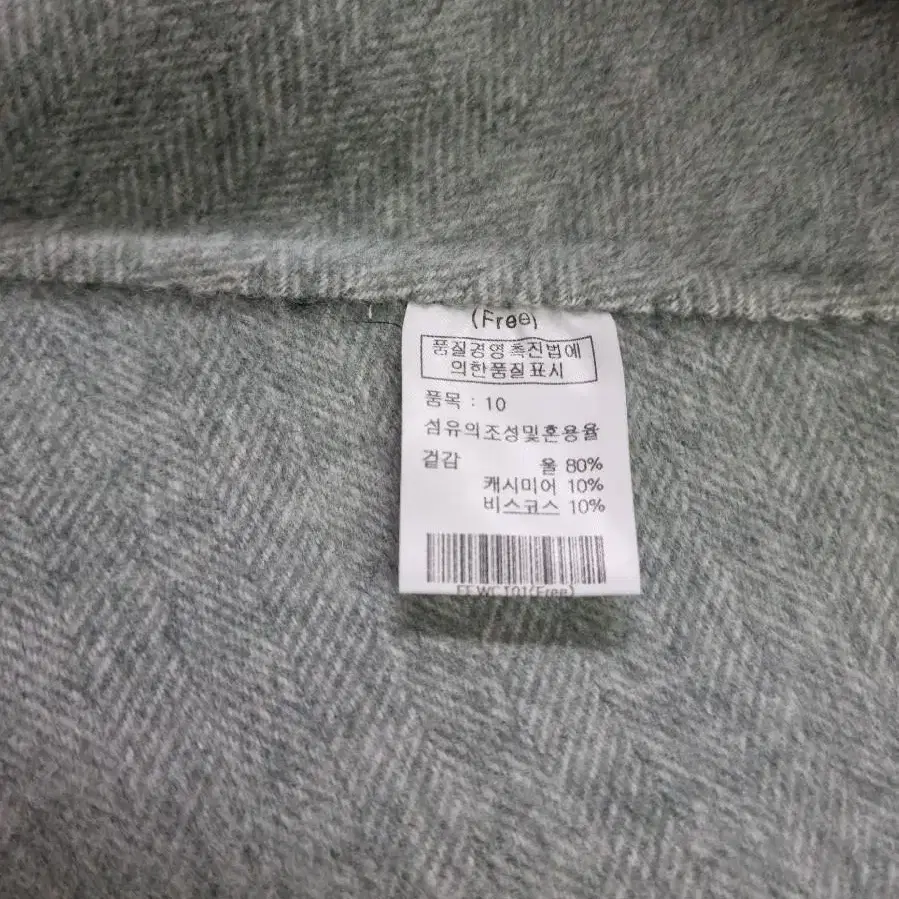 (Free)
품질경영촉진법에
의한품질표시
품목 : 10
섬유의조성및혼용율
겉감 울 80%
캐시미어 10%
비스코스 10%